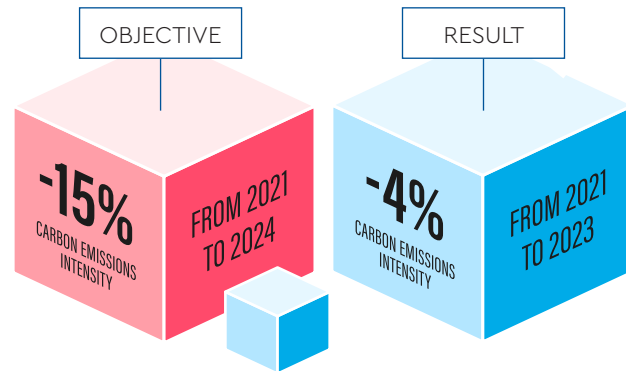 OBJECTIVE
-15%
CARBON EMISSIONS
INTENSITY
FROM 2021
TO 2024
RESULT
-4%
CARBON EMISSIONS
INTENSITY
FROM 2021
TO 2023